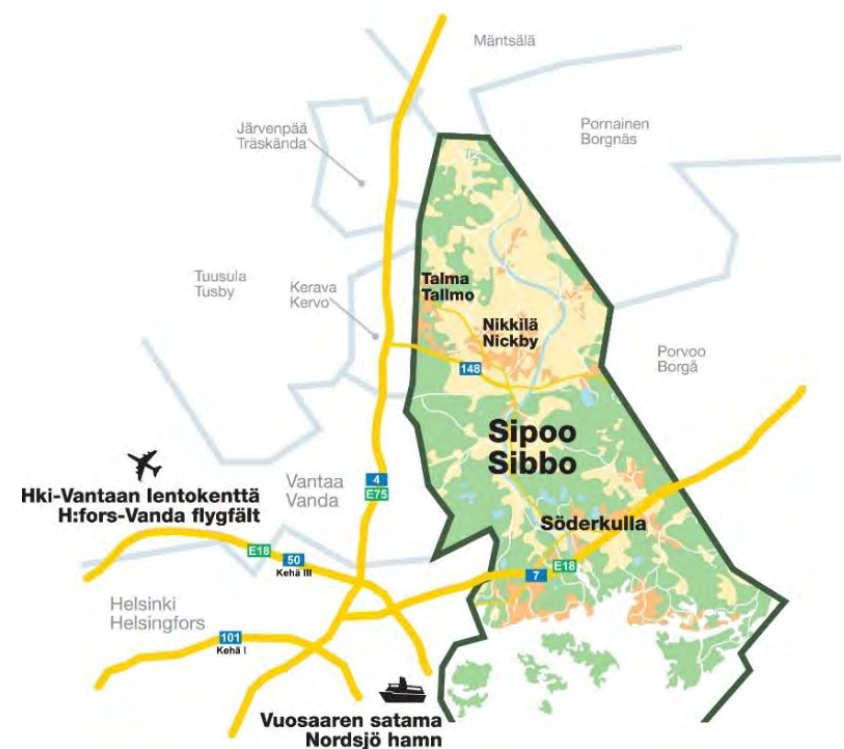 Mäntsälä
Järvenpää
Träskända
Pornainen
Borgnäs
Tuusula
Tusby
Kerava
Kervo
Talma
Tallmo
Nikkilä
Nickby
Porvoo
Borgå
148
Sipoo
Sibbo
Hki-Vantaan lentokenttä
H:fors-Vanda flygfält
Vantaa
Vanda
4
E75
Söderkulla
E18
50
Kehä III
E18
7
Helsinki
Helsingfors
101
Kehä I
Vuosaaren satama
Nordsjö hamn